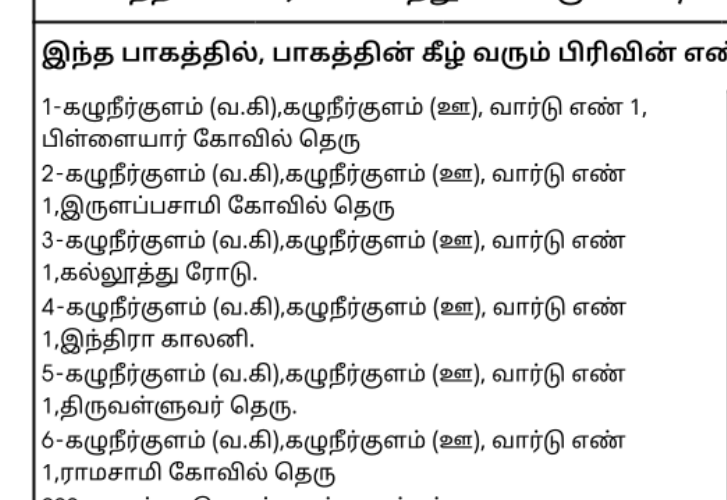 இந்த பாகத்தில், பாகத்தின் கீழ் வரும் பிரிவின்
1-கழுநீர்குளம் (வ.கி),கழுநீர்குளம் (ஊ), வார்டு எண் 1,
பிள்ளையார் கோவில் தெரு
2-கழுநீர்குளம் (வ.கி),கழுநீர்குளம் (ஊ), வார்டு எண்
1,இருளப்பசாமி கோவில் தெரு
3-கழுநீர்குளம் (வ.கி),கழுநீர்குளம் (ஊ), வார்டு எண்
1,கல்லூத்து ரோடு.
4-கழுநீர்குளம் (வ.கி),கழுநீர்குளம் (ஊ), வார்டு எண்
1,இந்திரா காலனி.
5-கழுநீர்குளம் (வ.கி),கழுநீர்குளம் (ஊ), வார்டு எண்
1,திருவள்ளுவர் தெரு.
6-கழுநீர்குளம் (வ.கி),கழுநீர்குளம் (ஊ), வார்டு எண்
1,ராமசாமி கோவில் தெரு